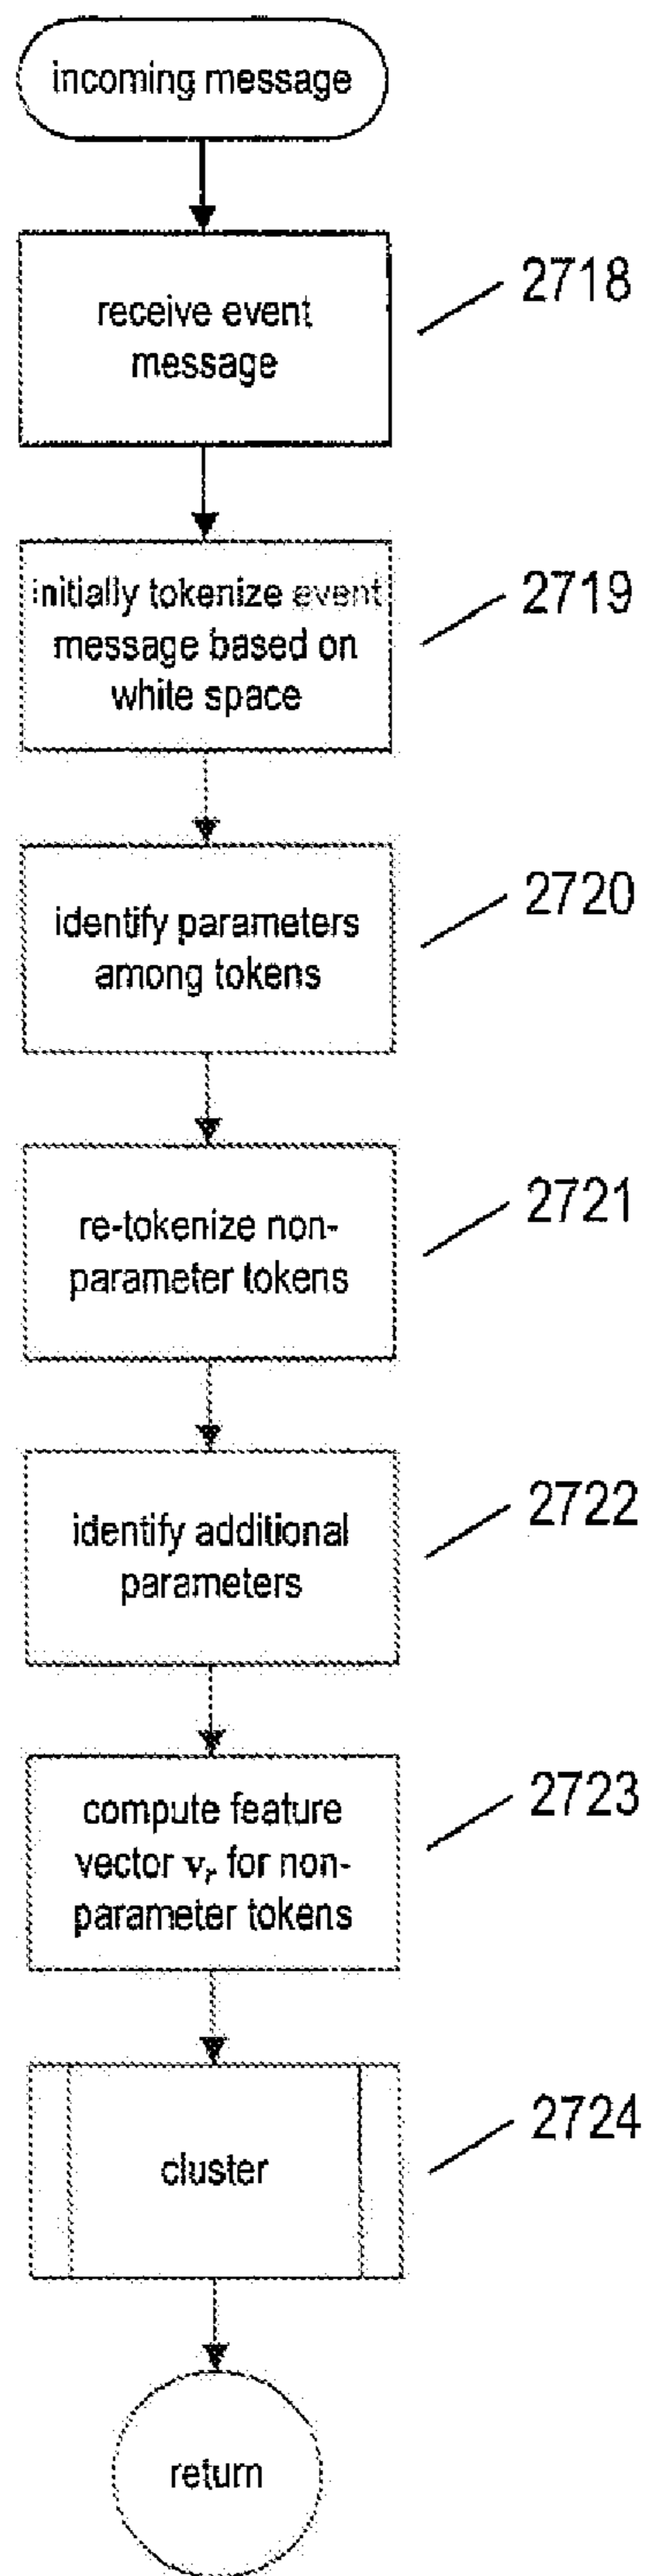 incoming message
receive event
message
2718
initially tokenize event
message based on
white space
2719
identify parameters
among tokens
2720
re-tokenize non-
parameter tokens
2721
identify additional
parameters
2722
compute feature
vector vr for non-
parameter tokens
2723
cluster
2724
return